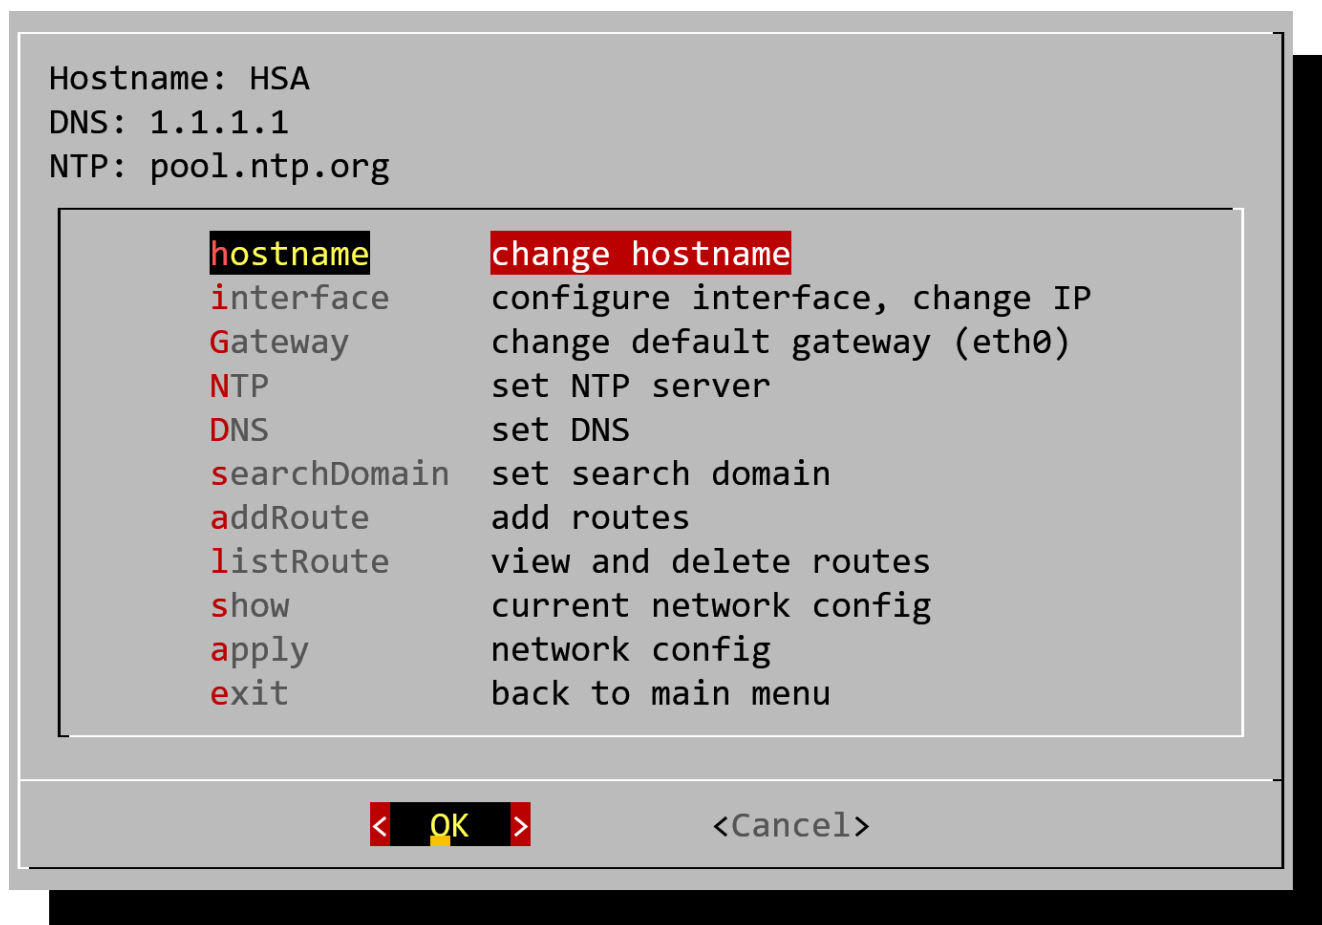 Hostname: HSA
DNS: 1.1.1.1
NTP: pool.ntp.org
hostname change hostname
interface configure interface, change IP
Gateway change default gateway (eth0)
NTP set NTP server
DNS set DNS
searchDomain set search domain
addRoute add routes
listRoute view and delete routes
show current network config
apply network config
exit back to main menu
< OK > <Cancel>